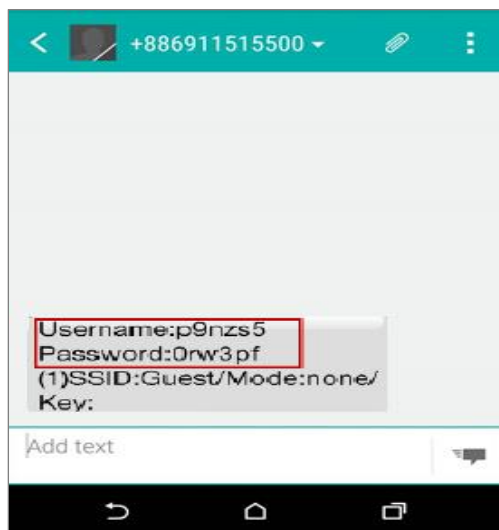 +886911515500
Username:p9nzs5
Password:0rw3pf
(1)SSID:Guest/Mode:none/
Key:
Add text